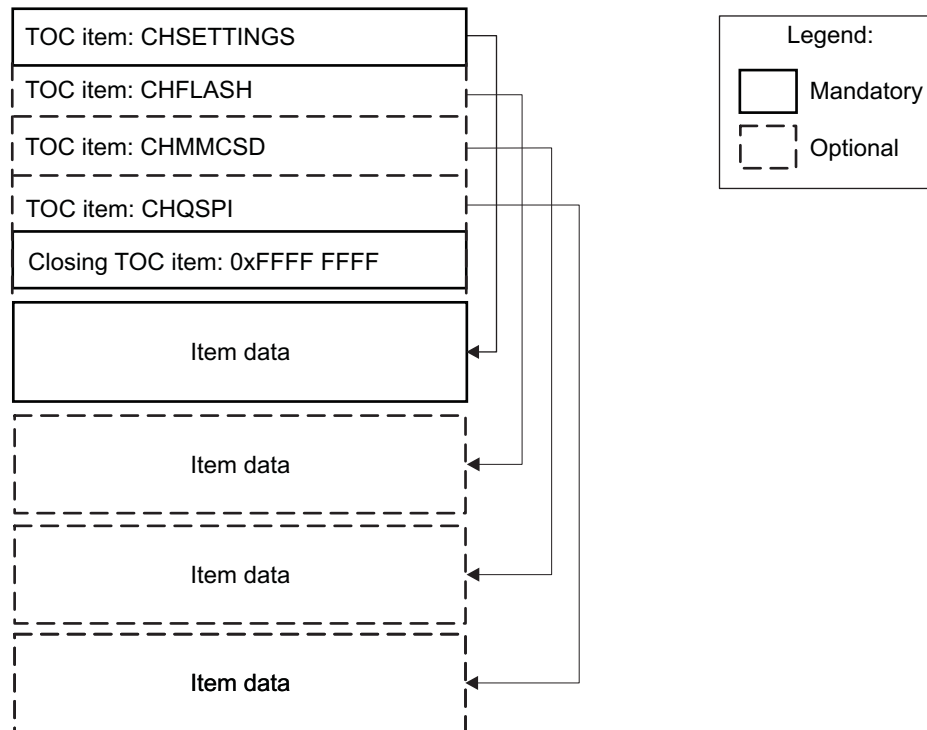 TOC item: CHSETTINGS
TOC item: CHFLASH
TOC item: CHMMCSD
TOC item: CHQSPI
Closing TOC item: 0xFFFF FFFF
Item data
Item data
Item data
Item data
Legend:
Mandatory
Optional